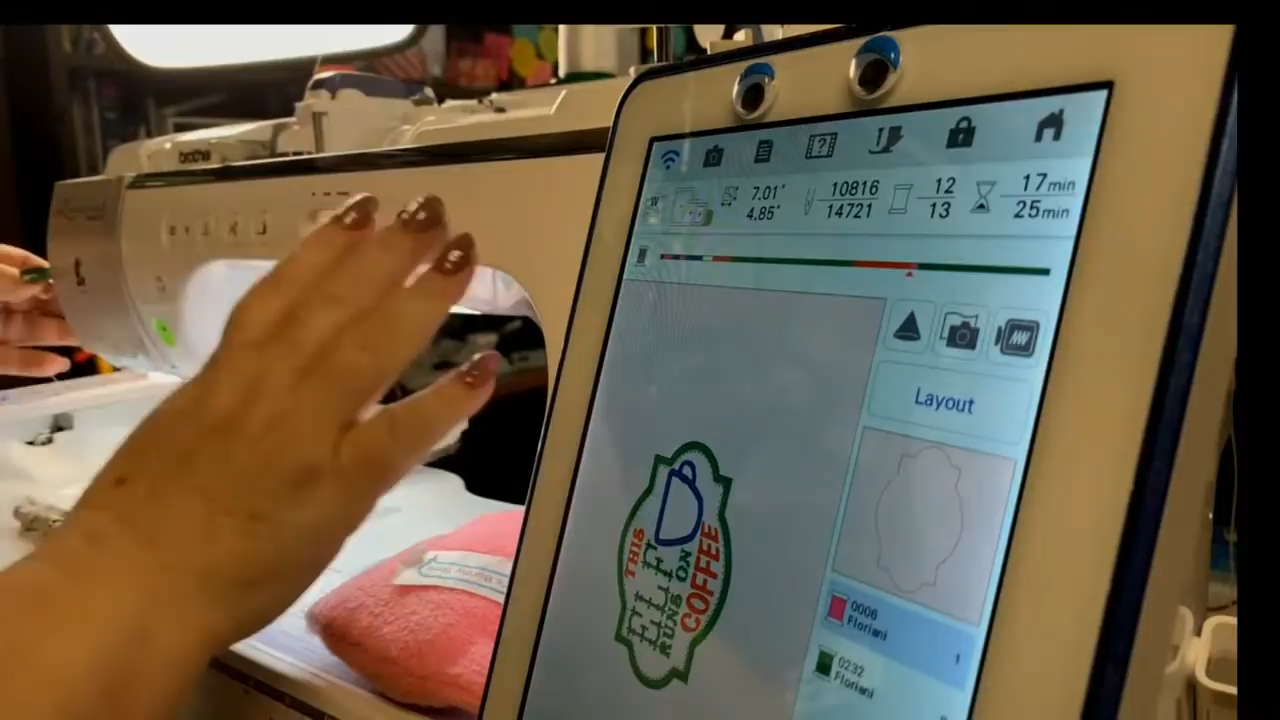 brother
7.01"
4.85"
10816
14721
12
13
17min
25min
Layout
THIS
RUNS ON
COFFEE
0006
Floriani
1
0232
Floriani